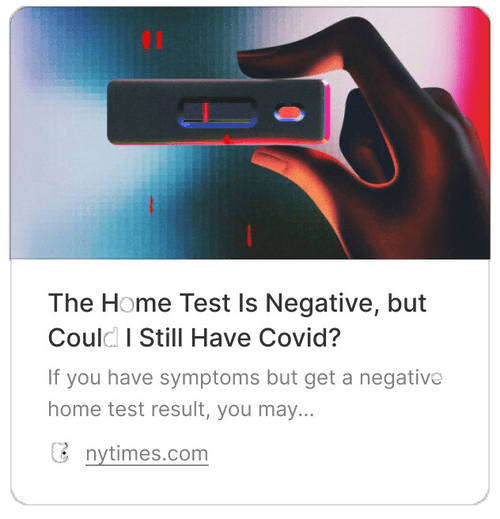 The Home Test Is Negative, but
Could I Still Have Covid?
If you have symptoms but get a negative
home test result, you may...
nytimes.com